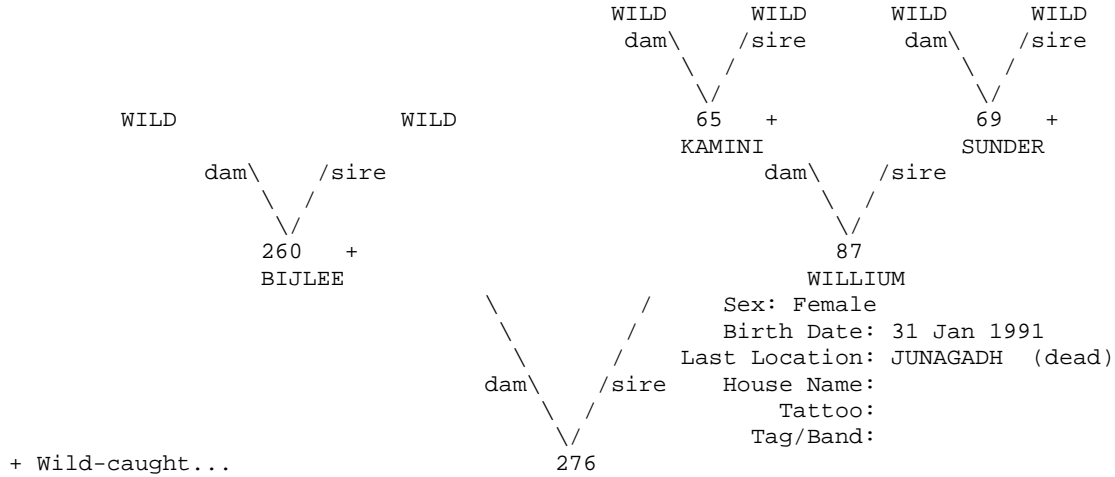 WILD WILD WILD WILD
dam\ /sire dam\ /sire
\ / \ /
\/ \/
WILD WILD 65 + 69 +
KAMINI SUNDER
dam\ /sire dam\ /sire
\ / \ /
\/ \/
260 + 87
BIJLEE WILLIUM
\ / Sex: Female
\ / Birth Date: 31 Jan 1991
\ / Last Location: JUNAGADH (dead)
dam\ /sire House Name:
\ / Tattoo:
\/ Tag/Band:
+ Wild-caught... 276